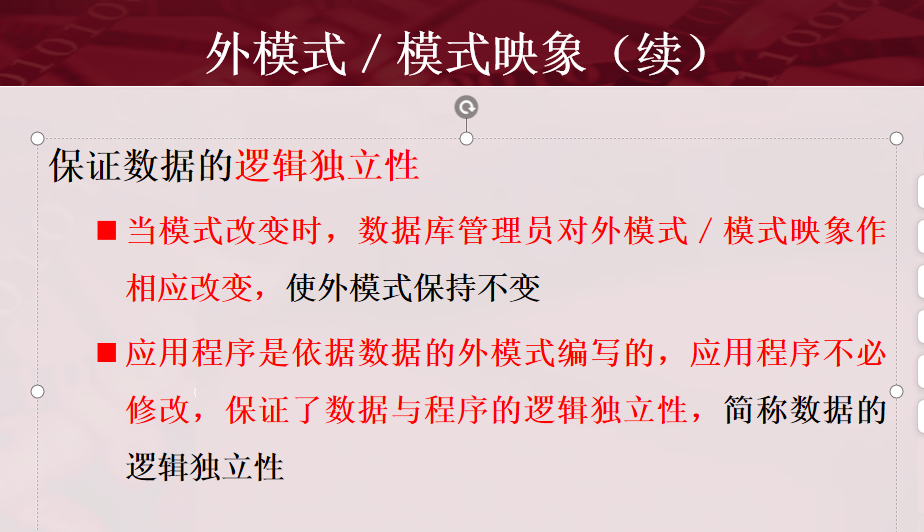 外模式／模式映象（续）
保证数据的逻辑独立性
■ 当模式改变时，数据库管理员对外模式／模式映象作
相应改变，使外模式保持不变
■ 应用程序是依据数据的外模式编写的，应用程序不必
修改，保证了数据与程序的逻辑独立性，简称数据的
逻辑独立性